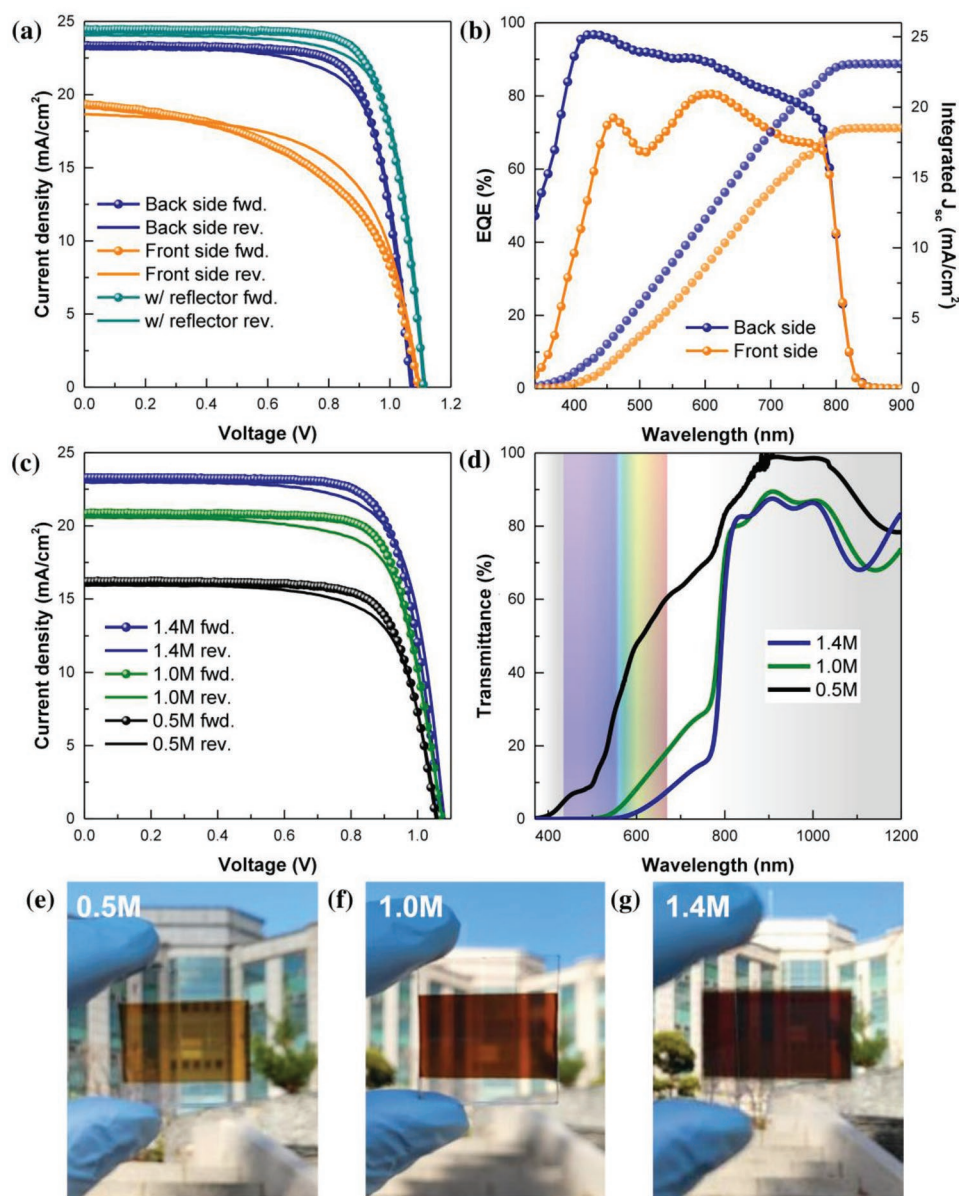 (a)
25
20
15
10
5
0
Current density (mA/cm²)
Back side fwd.
Back side rev.
Front side fwd.
Front side rev.
w/ reflector fwd.
w/ reflector rev.
0.0 0.2 0.4 0.6 0.8 1.0 1.2
Voltage (V)
(b)
100
80
60
40
20
0
EQE (%)
Back side
Front side
25
20
15
10
5
0
Integrated Jsc (mA/cm²)
400 500 600 700 800 900
Wavelength (nm)
(c)
25
20
15
10
5
0
Current density (mA/cm²)
1.4M fwd.
1.4M rev.
1.0M fwd.
1.0M rev.
0.5M fwd.
0.5M rev.
0.0 0.2 0.4 0.6 0.8 1.0
Voltage (V)
(d)
100
80
60
40
20
0
Transmittance (%)
1.4M
1.0M
0.5M
400 600 800 1000 1200
Wavelength (nm)
(e) 0.5M
(f) 1.0M
(g) 1.4M